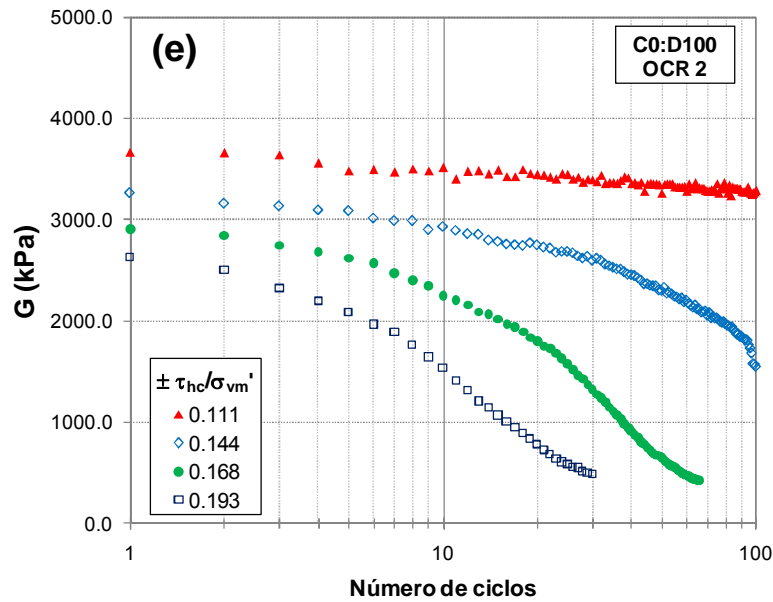 (e)
C0:D100
OCR 2
G (kPa)
5000.0
4000.0
3000.0
2000.0
1000.0
0.0
± τhc/σvm'
0.111
0.144
0.168
0.193
1
10
100
Número de ciclos